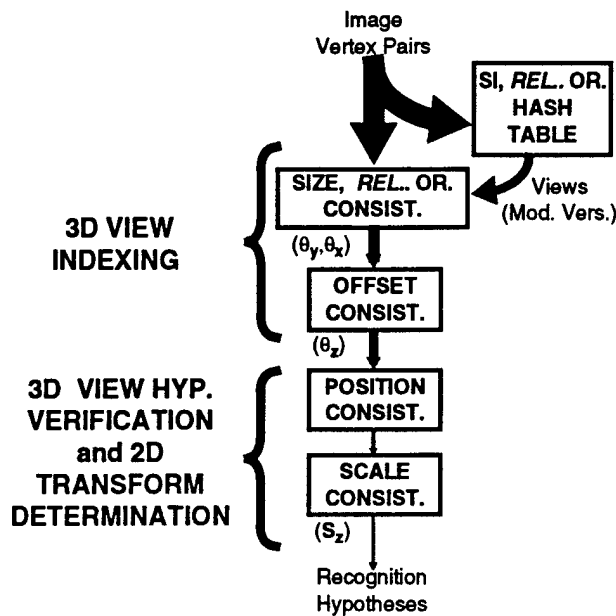 Image
Vertex Pairs
SI, REL.. OR.
HASH
TABLE
SIZE, REL.. OR.
CONSIST.
Views
(Mod. Vers.)
3D VIEW
INDEXING
(θy,θx)
OFFSET
CONSIST.
(θz)
3D VIEW HYP.
VERIFICATION
and 2D
TRANSFORM
DETERMINATION
POSITION
CONSIST.
SCALE
CONSIST.
(Sz)
Recognition
Hypotheses